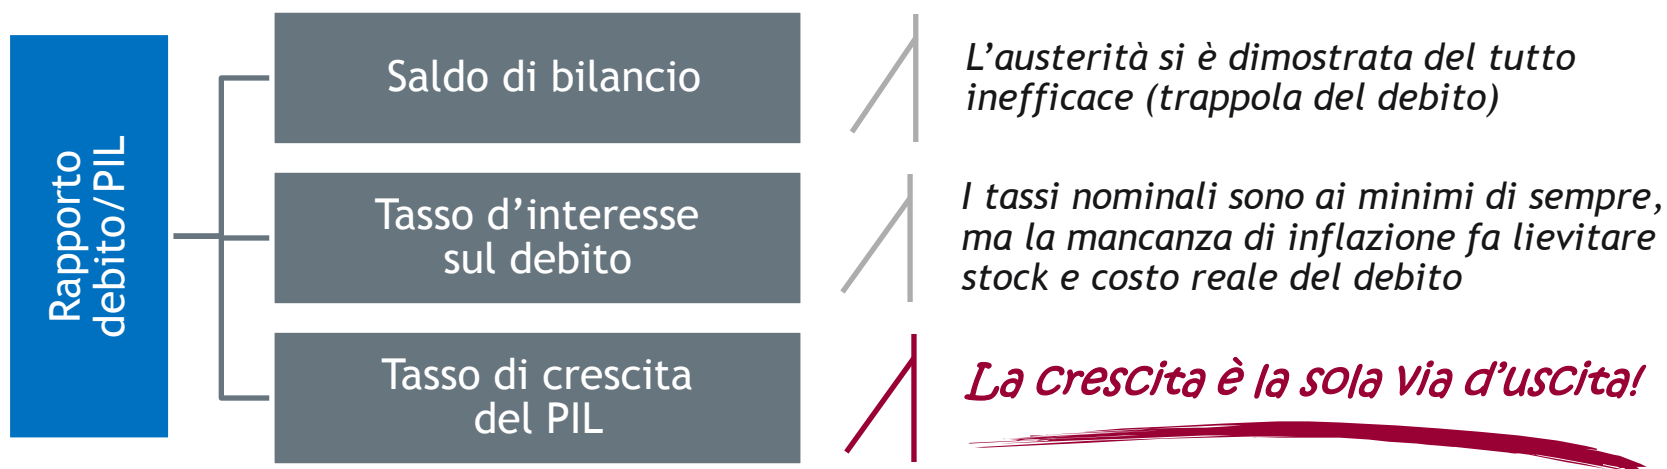 Rapporto
debito/PIL
Saldo di bilancio
L’austerità si è dimostrata del tutto
inefficace (trappola del debito)
Tasso d’interesse
sul debito
I tassi nominali sono ai minimi di sempre,
ma la mancanza di inflazione fa lievitare
stock e costo reale del debito
Tasso di crescita
del PIL
La crescita è la sola via d’uscita!